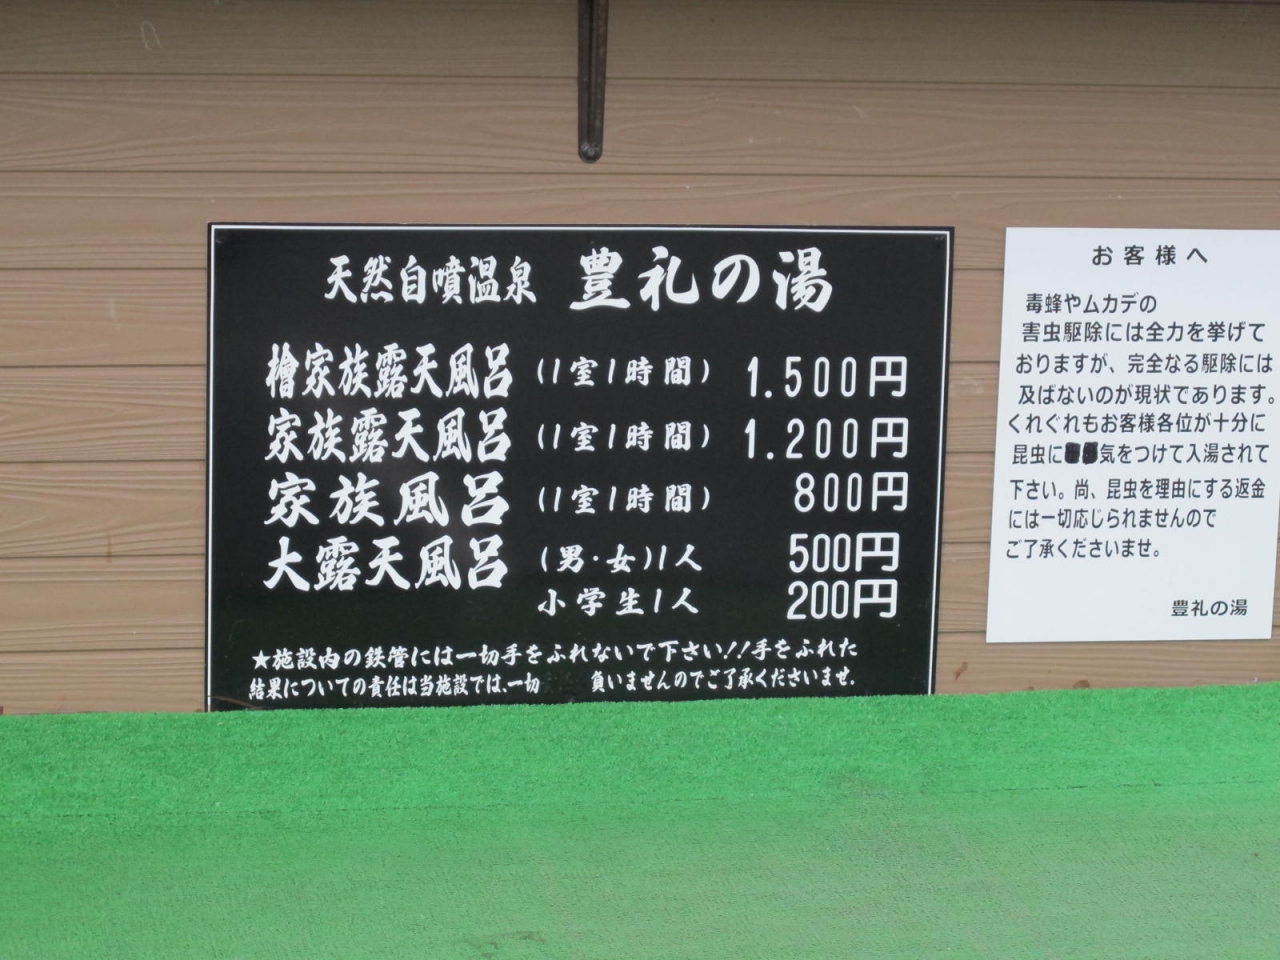 天然自噴温泉 豊礼の湯
檜家族露天風呂 (1室1時間) 1.500円
家族露天風呂 (1室1時間) 1.200円
家族風呂 (1室1時間) 800円
大露天風呂 (男・女)1人 500円
小学生1人 200円
★施設内の鉄管には一切手をふれないで下さい!!手をふれた
結果についての責任は当施設では、一切 負いませんのでご了承くださいませ.
お客様へ
毒蜂やムカデの
害虫駆除には全力を挙げて
おりますが、完全なる駆除には
及ばないのが現状であります。
くれぐれもお客様各位が十分に
昆虫に気をつけて入湯されて
下さい。尚、昆虫を理由にする返金
には一切応じられませんので
ご了承くださいませ。
豊礼の湯